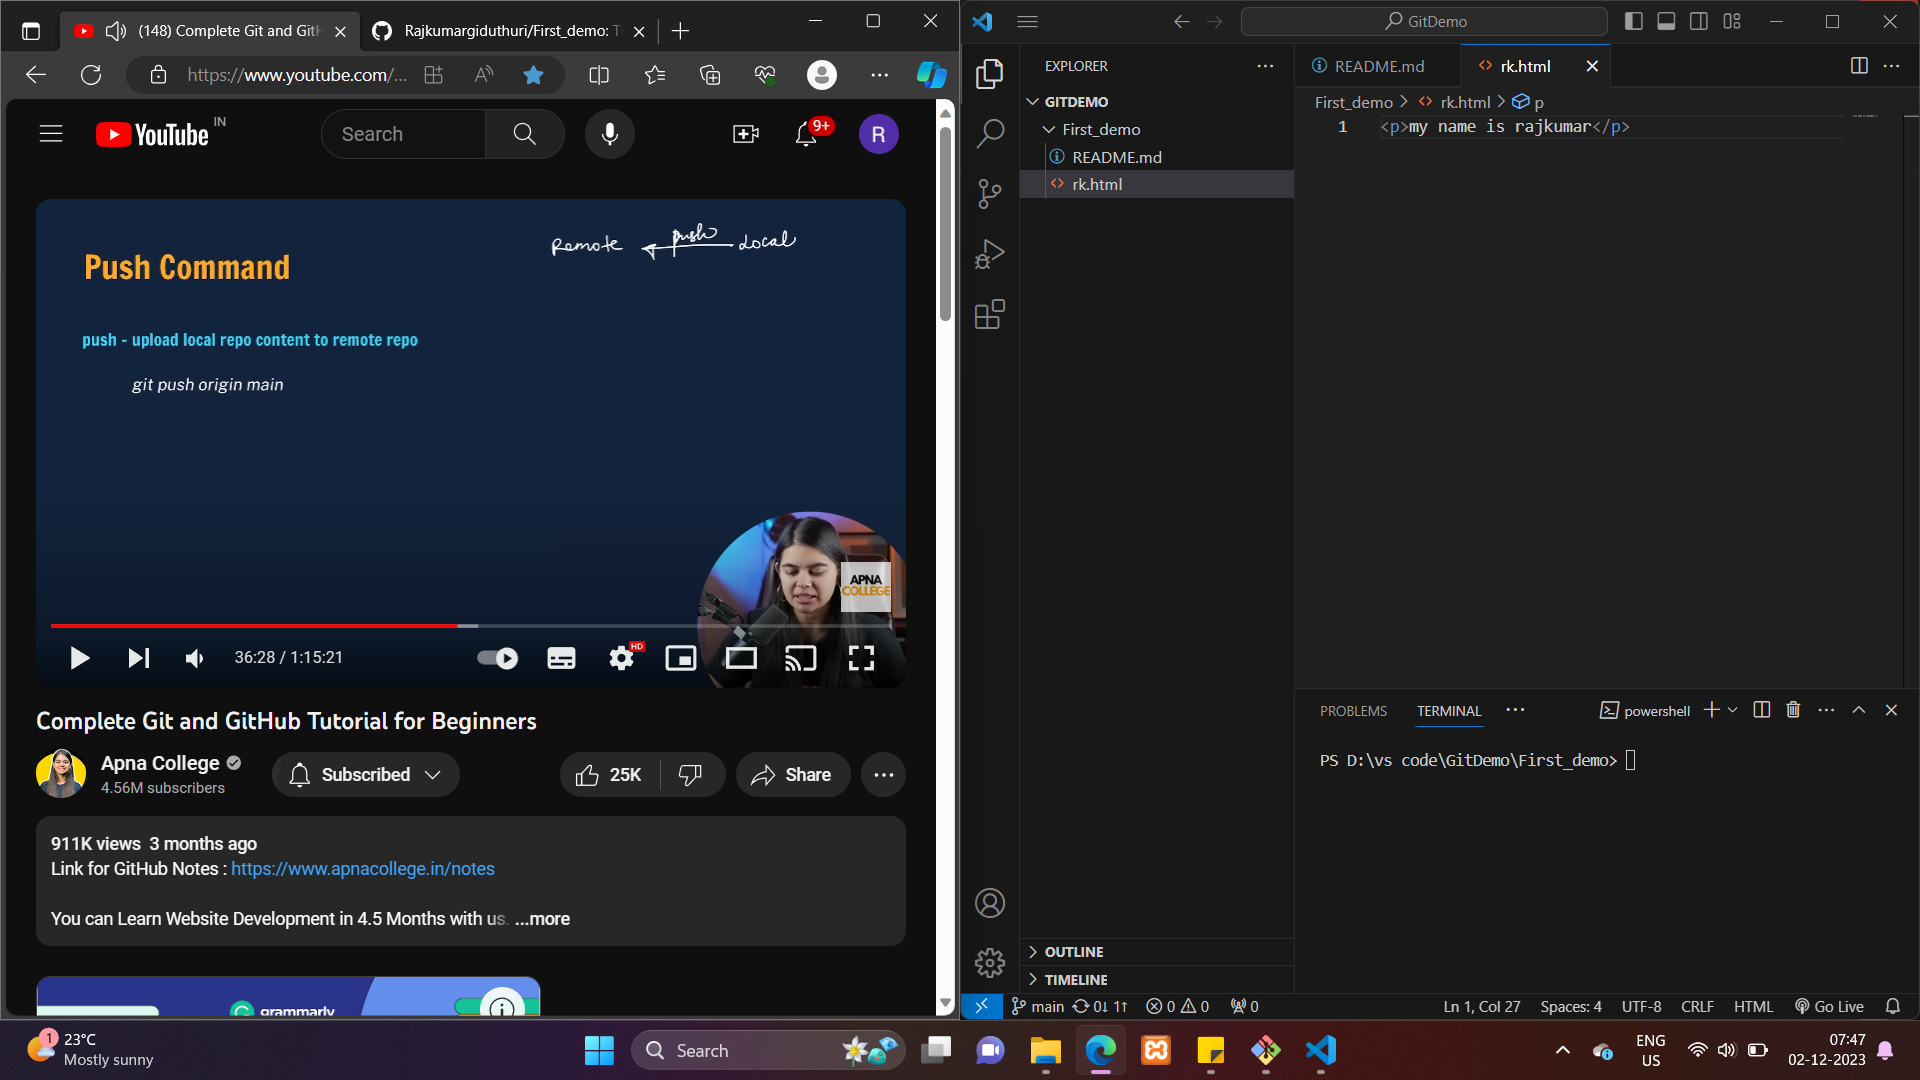 (148) Complete Git and GitH
Rajkumargiduthuri/First_demo: T
https://www.youtube.com/...
YouTube IN
Search
9+
R
Push Command
Remote push Local
push - upload local repo content to remote repo
git push origin main
APNA
COLLEGE
36:28 / 1:15:21
HD
Complete Git and GitHub Tutorial for Beginners
Apna College
4.56M subscribers
Subscribed
25K
Share
911K views 3 months ago
Link for GitHub Notes : https://www.apnacollege.in/notes
You can Learn Website Development in 4.5 Months with us. ...more
grammarly
GitDemo
EXPLORER
GITDEMO
First_demo
README.md
rk.html
OUTLINE
TIMELINE
README.md
rk.html
First_demo > rk.html > p
1 <p>my name is rajkumar</p>
PROBLEMS TERMINAL powershell
PS D:\vs code\GitDemo\First_demo>
main 0↓ 1↑ 0 0 0 Ln 1, Col 27 Spaces: 4 UTF-8 CRLF HTML Go Live
1
23°C
Mostly sunny
Search
ENG
US
07:47
02-12-2023